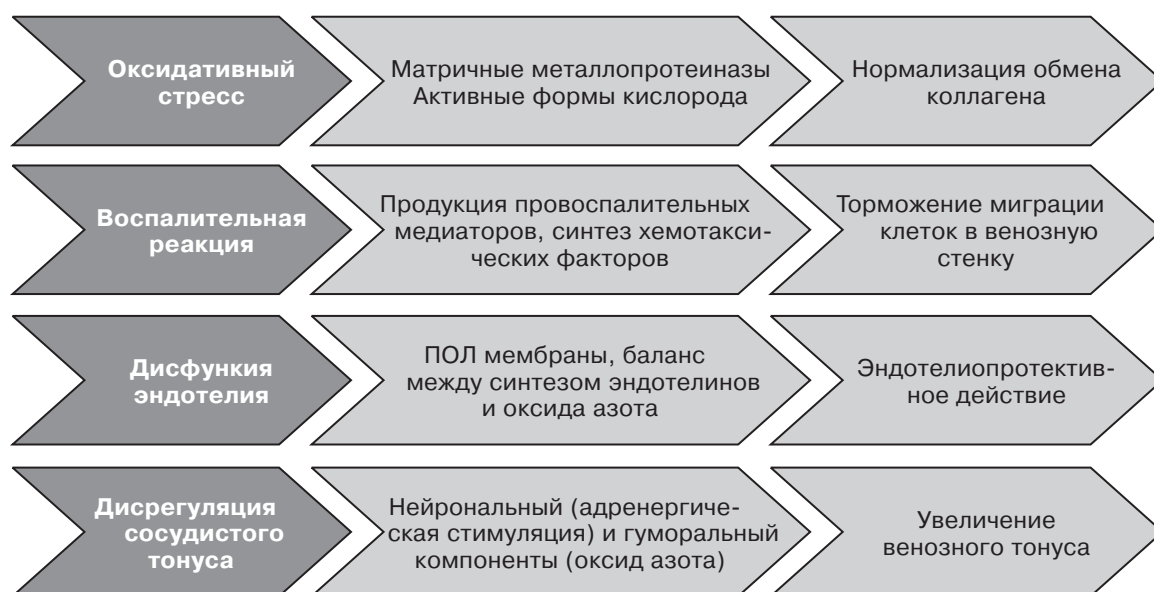 Оксидативный
стресс
Матричные металлопротеиназы
Активные формы кислорода
Нормализация обмена
коллагена
Воспалительная
реакция
Продукция провоспалительных
медиаторов, синтез хемотакси-
ческих факторов
Торможение миграции
клеток в венозную
стенку
Дисфункия
эндотелия
ПОЛ мембраны, баланс
между синтезом эндотелинов
и оксида азота
Эндотелиопротектив-
ное действие
Дисрегуляция
сосудистого
тонуса
Нейрональный (адренергиче-
ская стимуляция) и гуморальный
компоненты (оксид азота)
Увеличение
венозного тонуса